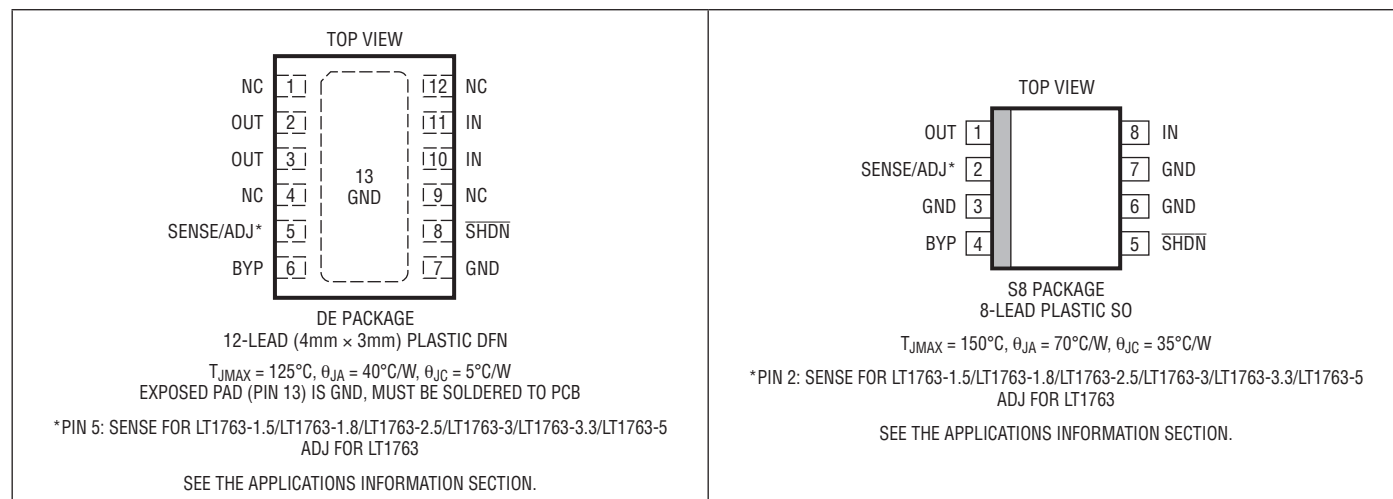 TOP VIEW
NC 1 12 NC
OUT 2 11 IN
OUT 3 10 IN
13
GND
NC 4 9 NC
SENSE/ADJ* 5 8 S̅H̅D̅N̅
BYP 6 7 GND
DE PACKAGE
12-LEAD (4mm × 3mm) PLASTIC DFN
TJMAX = 125°C, θJA = 40°C/W, θJC = 5°C/W
EXPOSED PAD (PIN 13) IS GND, MUST BE SOLDERED TO PCB
*PIN 5: SENSE FOR LT1763-1.5/LT1763-1.8/LT1763-2.5/LT1763-3/LT1763-3.3/LT1763-5
ADJ FOR LT1763
SEE THE APPLICATIONS INFORMATION SECTION.
TOP VIEW
OUT 1 8 IN
SENSE/ADJ* 2 7 GND
GND 3 6 GND
BYP 4 5 S̅H̅D̅N̅
S8 PACKAGE
8-LEAD PLASTIC SO
TJMAX = 150°C, θJA = 70°C/W, θJC = 35°C/W
*PIN 2: SENSE FOR LT1763-1.5/LT1763-1.8/LT1763-2.5/LT1763-3/LT1763-3.3/LT1763-5
ADJ FOR LT1763
SEE THE APPLICATIONS INFORMATION SECTION.